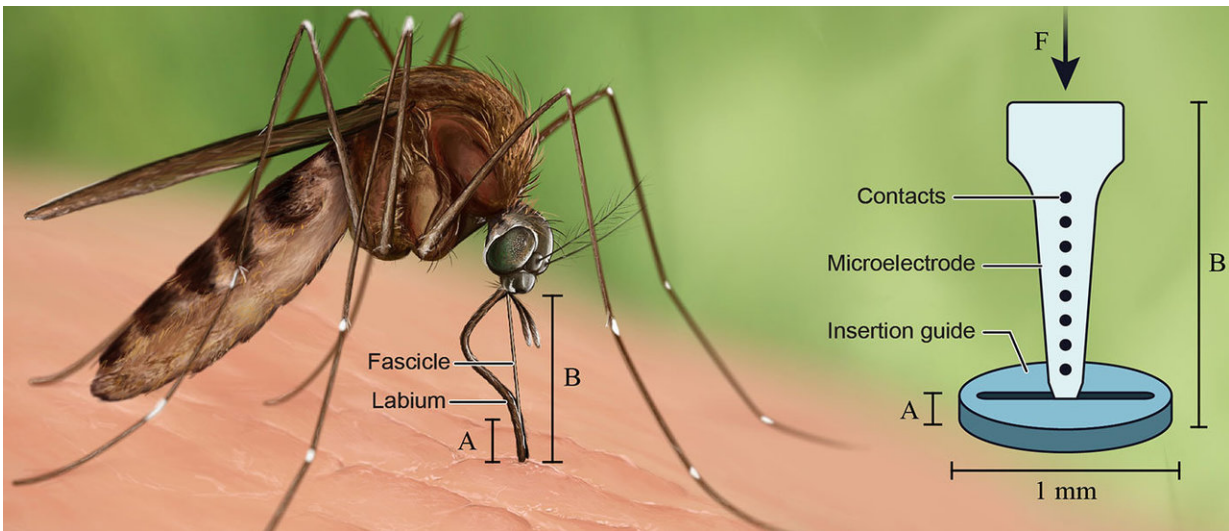 Fascicle
Labium
A
B
F
Contacts
Microelectrode
Insertion guide
A
B
1 mm